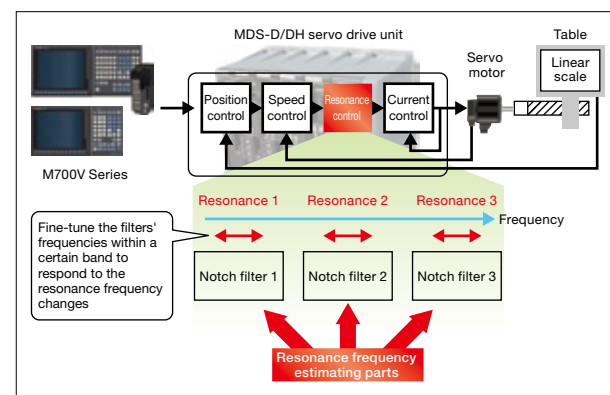 MDS-D/DH servo drive unit
Table
Servo
motor
Linear
scale
Position
control
Speed
control
Resonance
control
Current
control
M700V Series
Resonance 1
Resonance 2
Resonance 3
Frequency
Fine-tune the filters'
frequencies within a
certain band to
respond to the
resonance frequency
changes
Notch filter 1
Notch filter 2
Notch filter 3
Resonance frequency
estimating parts